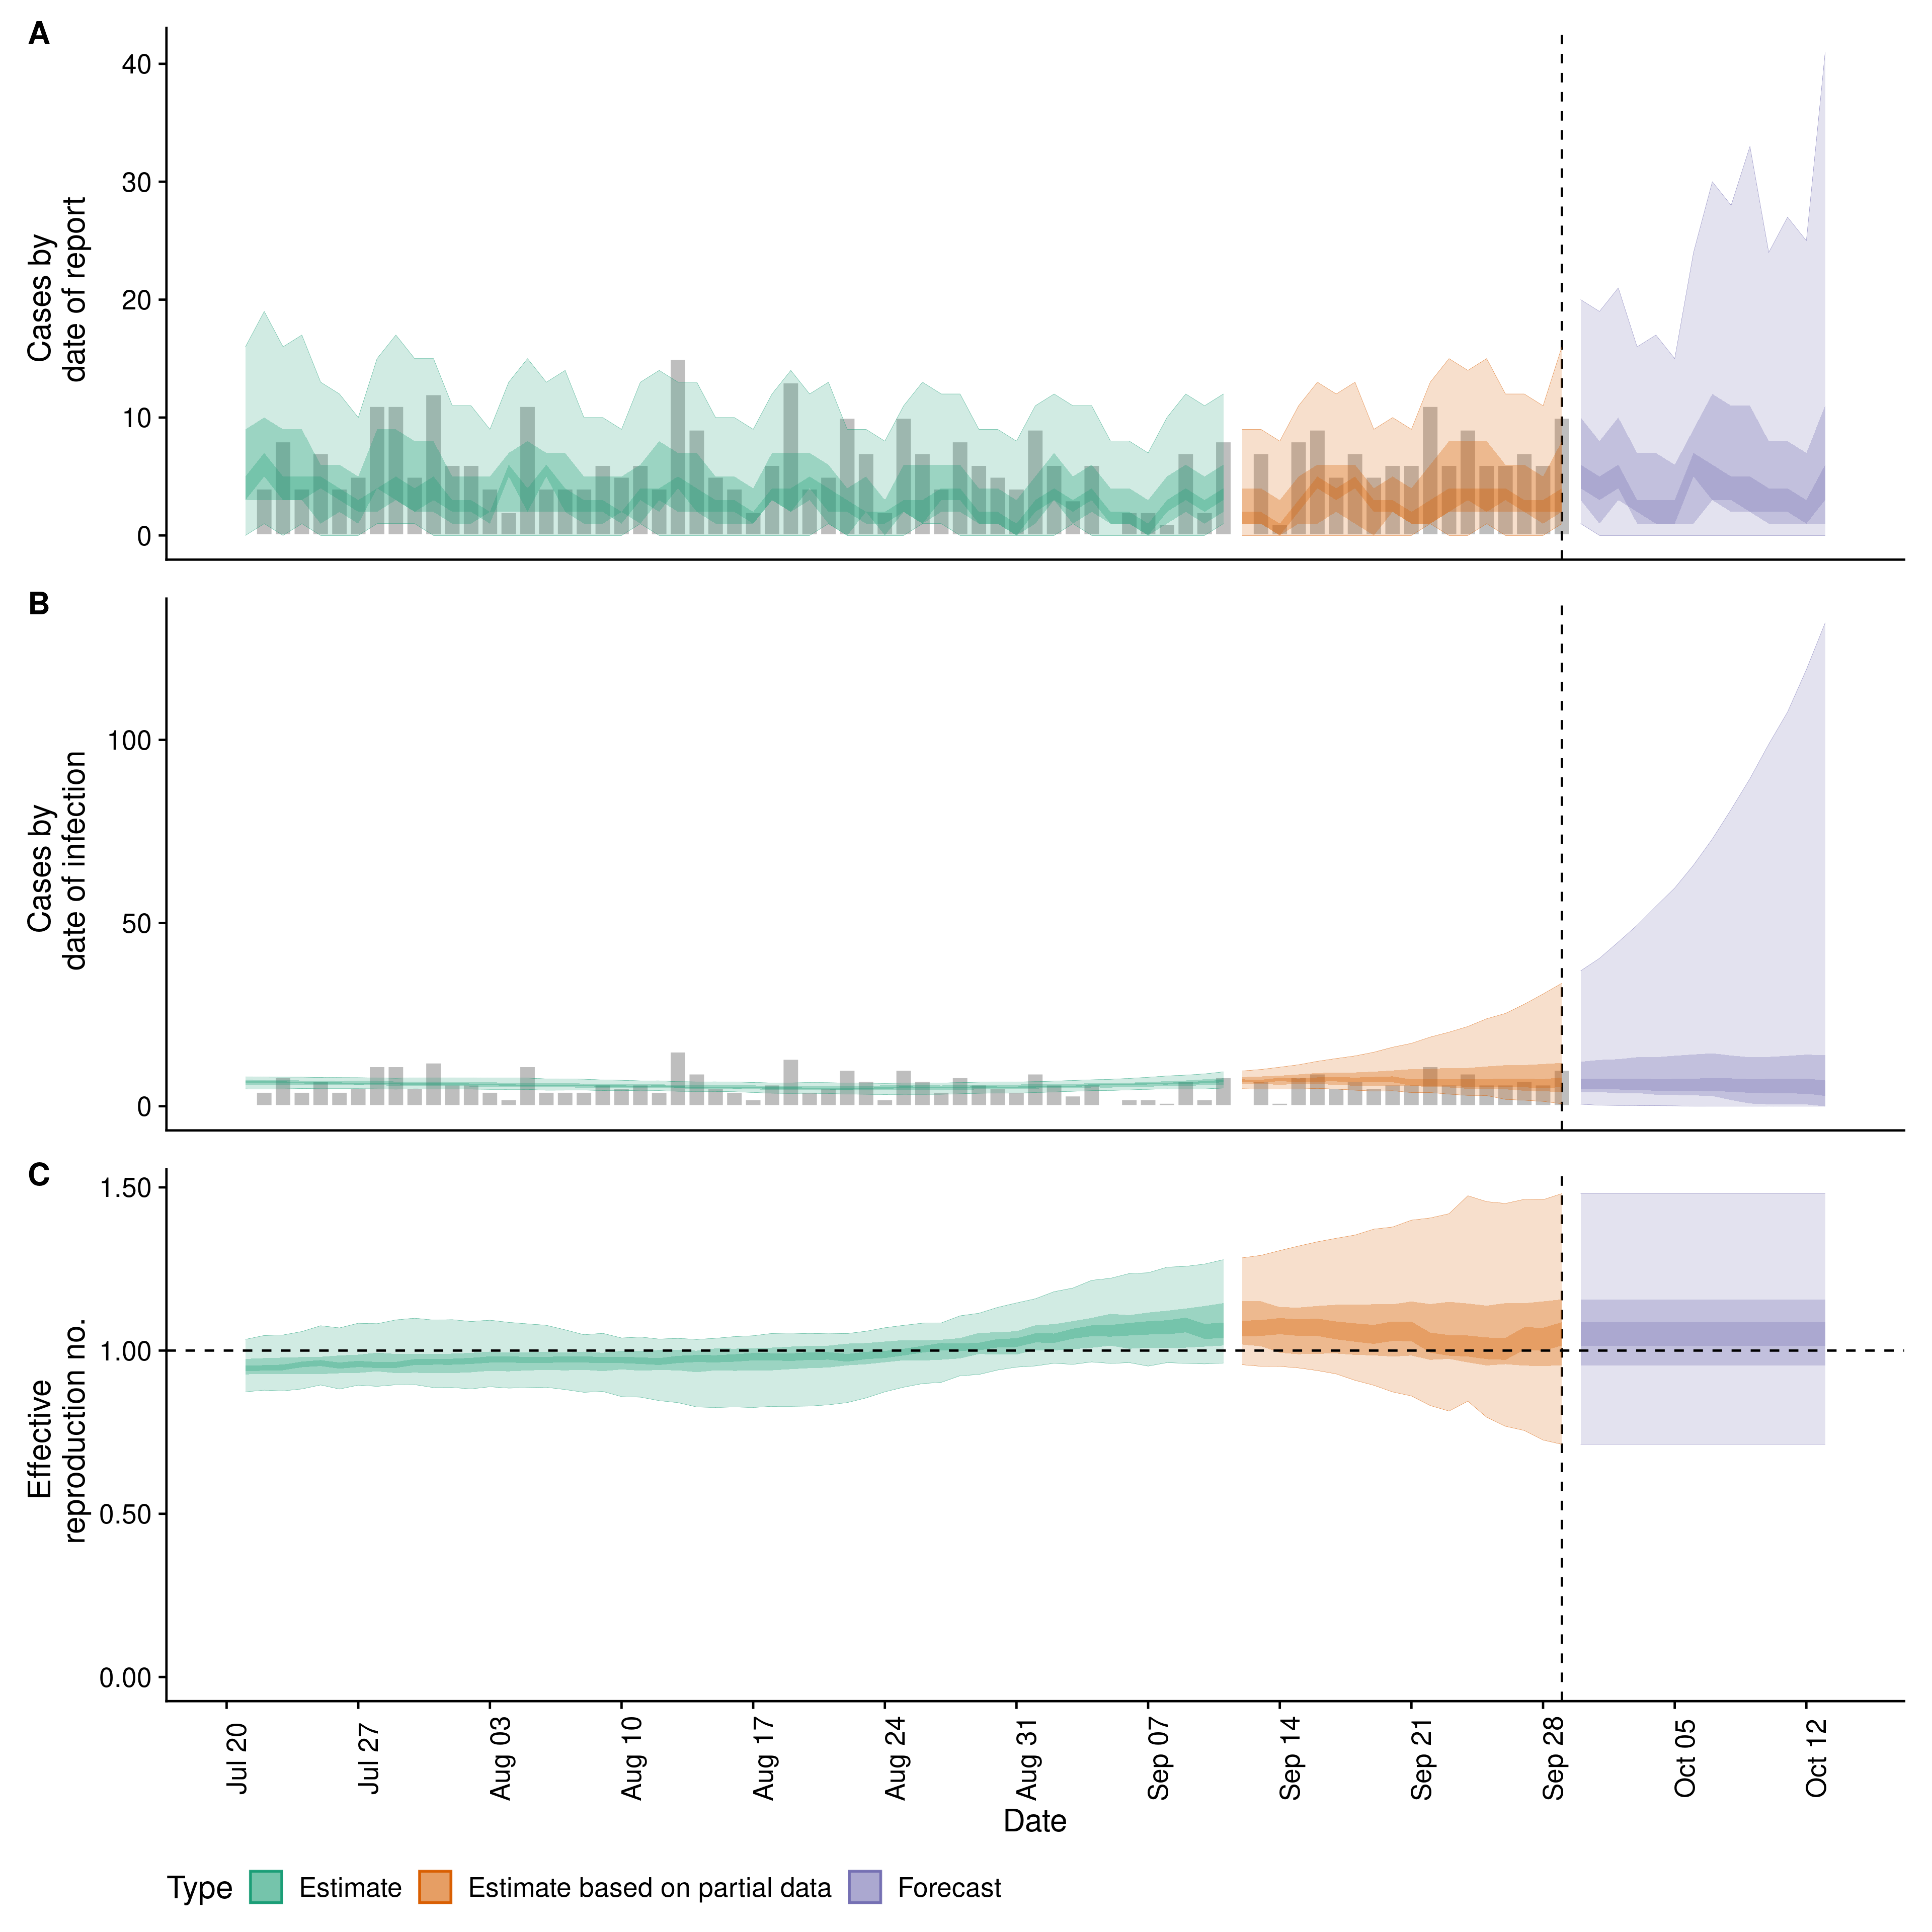 A
Cases by
date of report
40
30
20
10
0
B
Cases by
date of infection
100
50
0
C
Effective
reproduction no.
1.50
1.00
0.50
0.00
Jul 20
Jul 27
Aug 03
Aug 10
Aug 17
Aug 24
Aug 31
Sep 07
Sep 14
Sep 21
Sep 28
Oct 05
Oct 12
Date
Type Estimate Estimate based on partial data Forecast